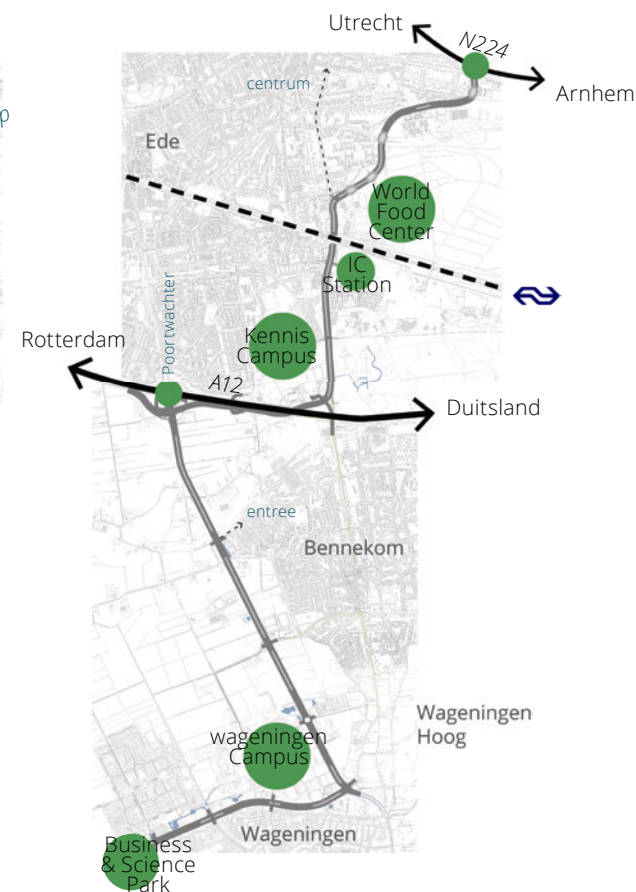 Utrecht
N224
Arnhem
centrum
Ede
World
Food
Center
IC
Station
Poortwachter
Kennis
Campus
Rotterdam
A12
Duitsland
entree
Bennekom
Wageningen
Hoog
wageningen
Campus
Wageningen
Business
& Science
Park